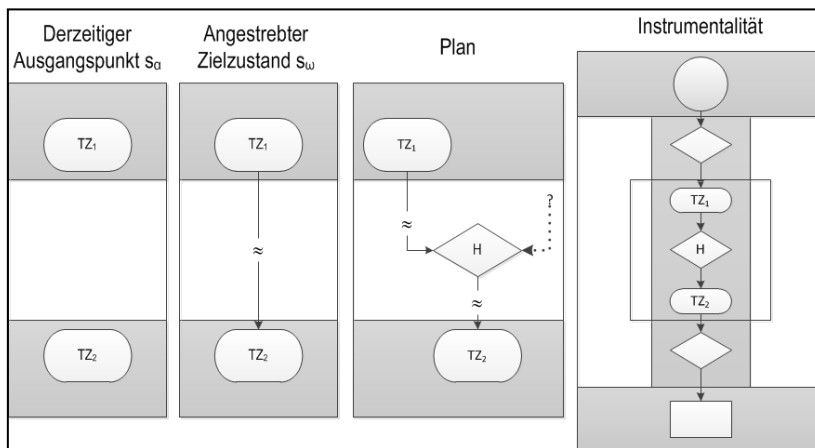 Derzeitiger
Ausgangspunkt sα
TZ₁
TZ₂
Angestrebter
Zielzustand sω
TZ₁
≈
TZ₂
Plan
TZ₁
?
≈
H
≈
TZ₂
Instrumentalität
TZ₁
H
TZ₂